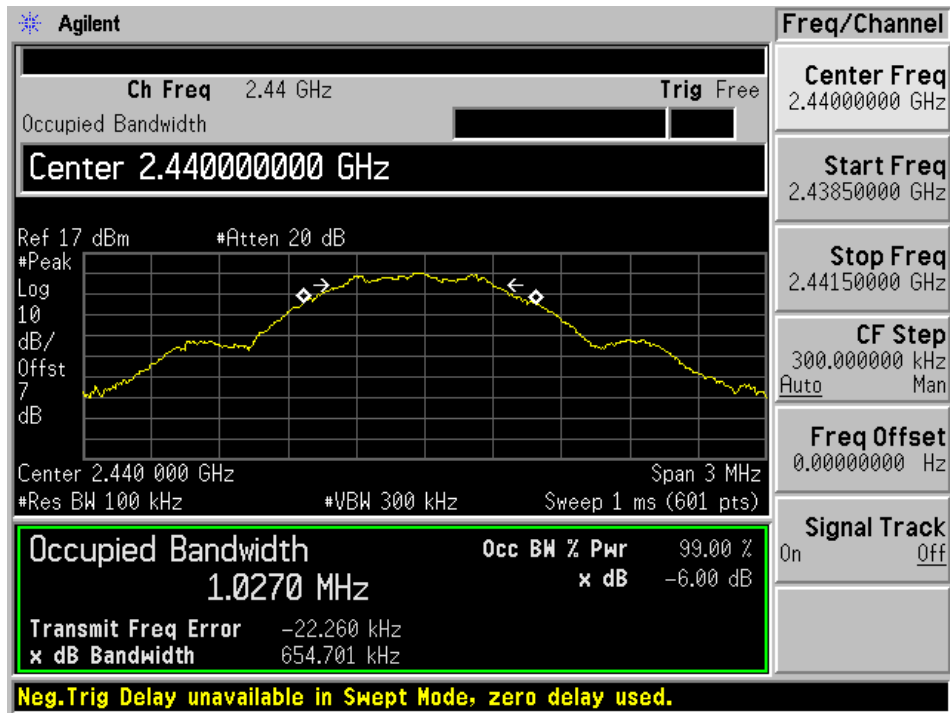 Agilent
Freq/Channel
Ch Freq 2.44 GHz Trig Free
Occupied Bandwidth
Center 2.440000000 GHz
Ref 17 dBm #Atten 20 dB
#Peak
Log
10
dB/
Offst
7
dB
Center 2.440 000 GHz Span 3 MHz
#Res BW 100 kHz #VBW 300 kHz Sweep 1 ms (601 pts)
Occupied Bandwidth Occ BW % Pwr 99.00 %
1.0270 MHz x dB -6.00 dB
Transmit Freq Error -22.260 kHz
x dB Bandwidth 654.701 kHz
Neg.Trig Delay unavailable in Swept Mode, zero delay used.
Center Freq
2.44000000 GHz
Start Freq
2.43850000 GHz
Stop Freq
2.44150000 GHz
CF Step
300.000000 kHz
Auto Man
Freq Offset
0.00000000 Hz
Signal Track
On Off